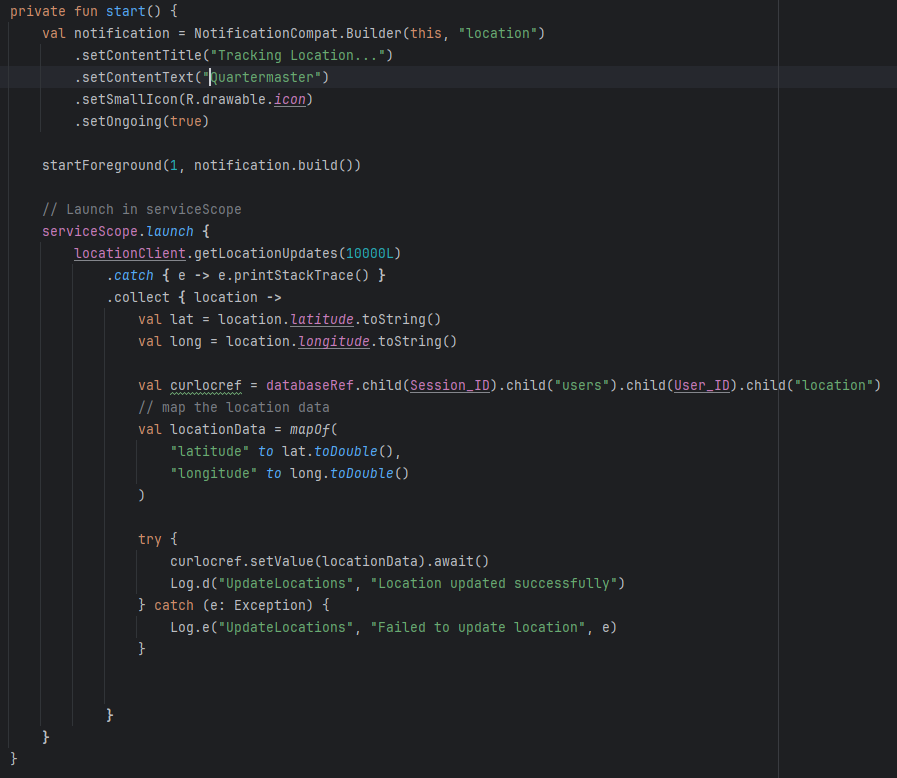 private fun start() {
    val notification = NotificationCompat.Builder(this, "location")
        .setContentTitle("Tracking Location...")
        .setContentText("Quartermaster")
        .setSmallIcon(R.drawable.icon)
        .setOngoing(true)

    startForeground(1, notification.build())

    // Launch in serviceScope
    serviceScope.launch {
        locationClient.getLocationUpdates(10000L)
            .catch { e -> e.printStackTrace() }
            .collect { location ->
                val lat = location.latitude.toString()
                val long = location.longitude.toString()

                val curlocref = databaseRef.child(Session_ID).child("users").child(User_ID).child("location")
                // map the location data
                val locationData = mapOf(
                    "latitude" to lat.toDouble(),
                    "longitude" to long.toDouble()
                )

                try {
                    curlocref.setValue(locationData).await()
                    Log.d("UpdateLocations", "Location updated successfully")
                } catch (e: Exception) {
                    Log.e("UpdateLocations", "Failed to update location", e)
                }

            }
    }
}